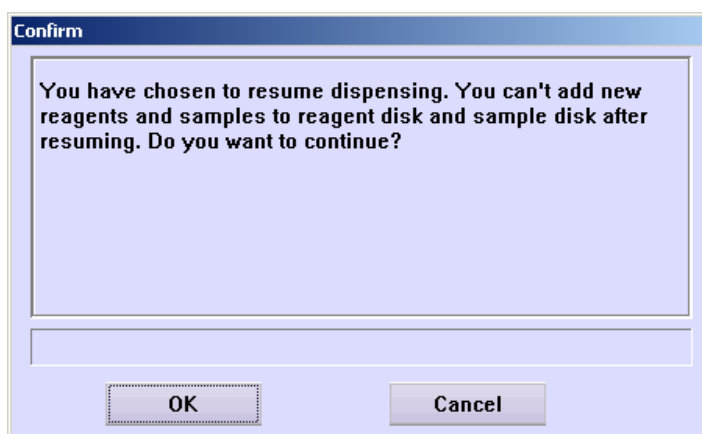 Confirm
You have chosen to resume dispensing. You can't add new
reagents and samples to reagent disk and sample disk after
resuming. Do you want to continue?
OK
Cancel